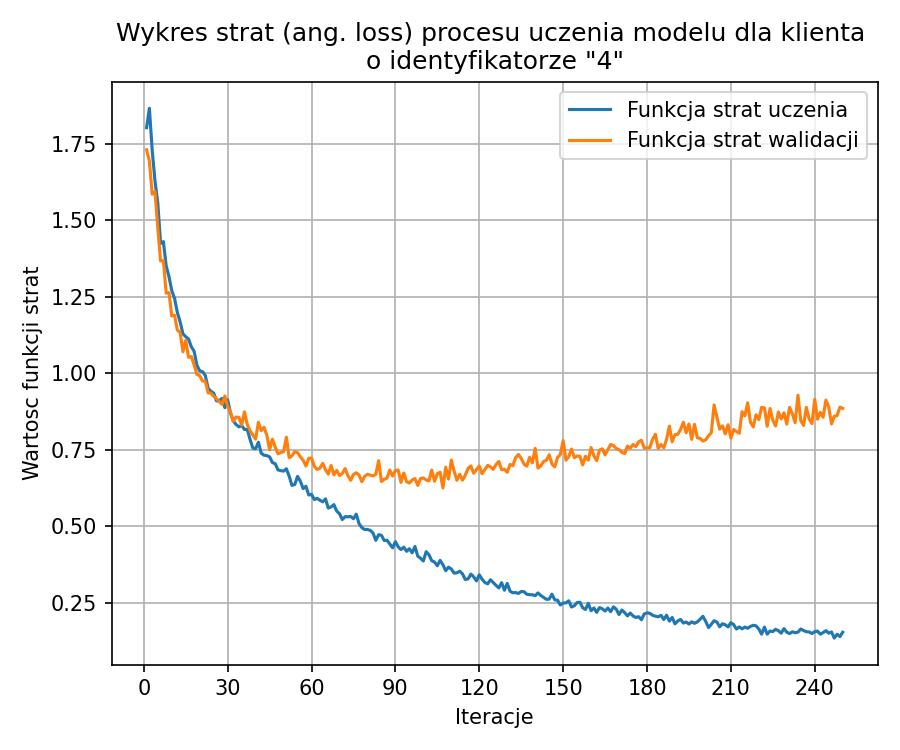 Wykres strat (ang. loss) procesu uczenia modelu dla klienta
o identyfikatorze "4"
Funkcja strat uczenia
Funkcja strat walidacji
Wartosc funkcji strat
1.75
1.50
1.25
1.00
0.75
0.50
0.25
0 30 60 90 120 150 180 210 240
Iteracje